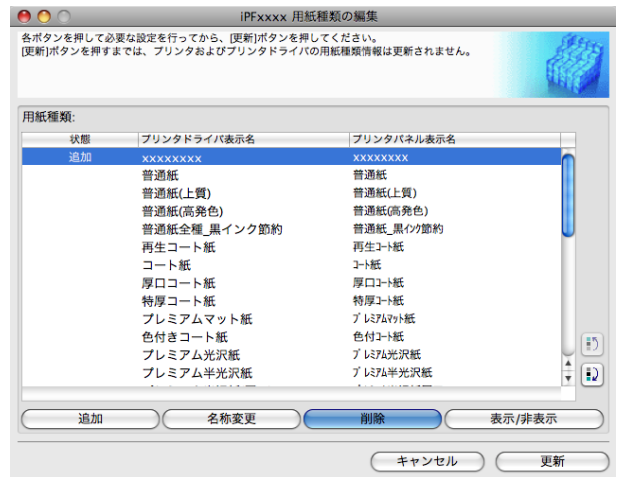 iPFxxxx 用紙種類の編集
各ボタンを押して必要な設定を行ってから、[更新]ボタンを押してください。
[更新]ボタンを押すまでは、プリンタおよびプリンタドライバの用紙種類情報は更新されません。
用紙種類:
状態 プリンタドライバ表示名 プリンタパネル表示名
追加 xxxxxxxx xxxxxxxx
普通紙 普通紙
普通紙(上質) 普通紙(上質)
普通紙(高発色) 普通紙(高発色)
普通紙全種_黒インク節約 普通紙_黒インク節約
再生コート紙 再生コート紙
コート紙 コート紙
厚口コート紙 厚口コート紙
特厚コート紙 特厚コート紙
プレミアムマット紙 プレミアムマット紙
色付きコート紙 色付コート紙
プレミアム光沢紙 プレミアム光沢紙
プレミアム半光沢紙 プレミアム半光沢紙
追加 名称変更 削除 表示/非表示
キャンセル 更新